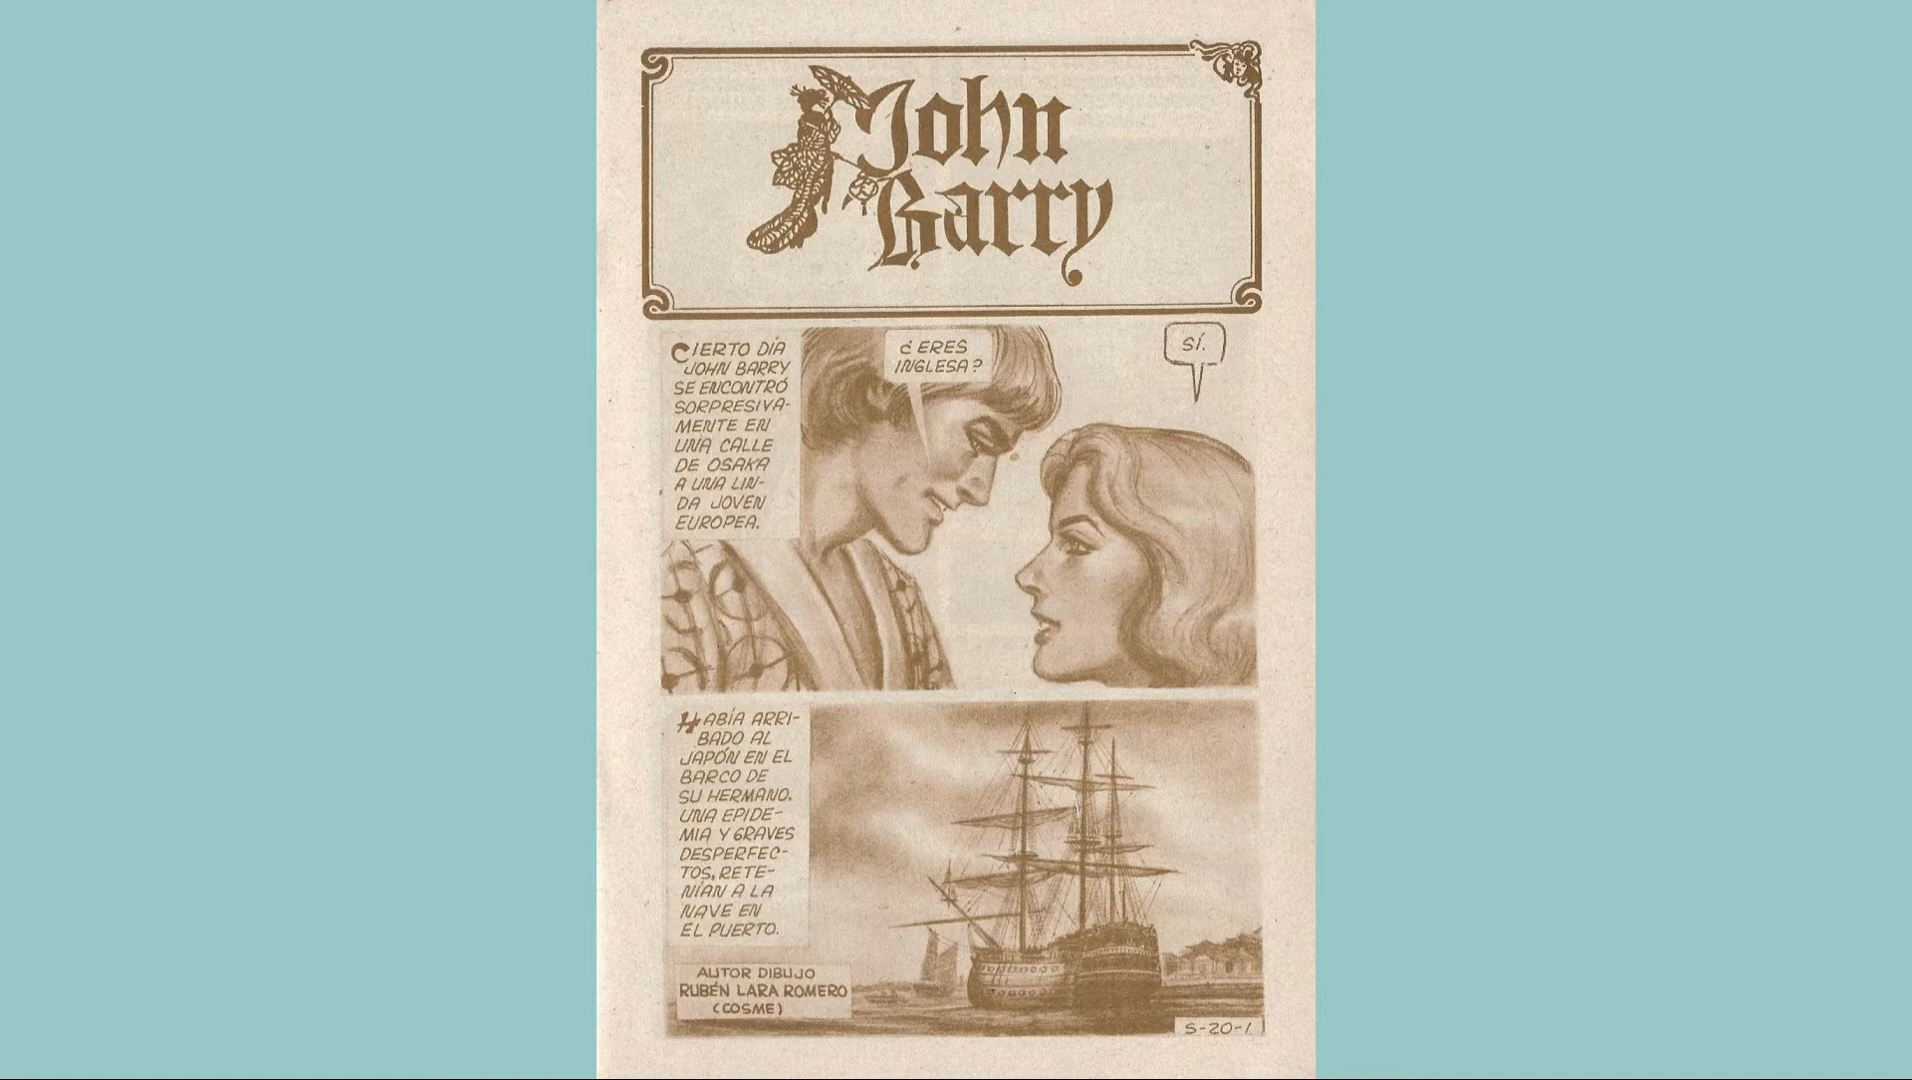 John
Barry
CIERTO DÍA
JOHN BARRY
SE ENCONTRÓ
SORPRESIVA-
MENTE EN
UNA CALLE
DE OSAKA
A UNA LIN-
DA JOVEN
EUROPEA.
¿ERES
INGLESA?
SÍ.
HABÍA ARRI-
BADO AL
JAPÓN EN EL
BARCO DE
SU HERMANO.
UNA EPIDE-
MIA Y GRAVES
DESPERFEC-
TOS, RETE-
NÍAN A LA
NAVE EN
EL PUERTO.
AUTOR DIBUJO
RUBÉN LARA ROMERO
(COSME)
S-20-1